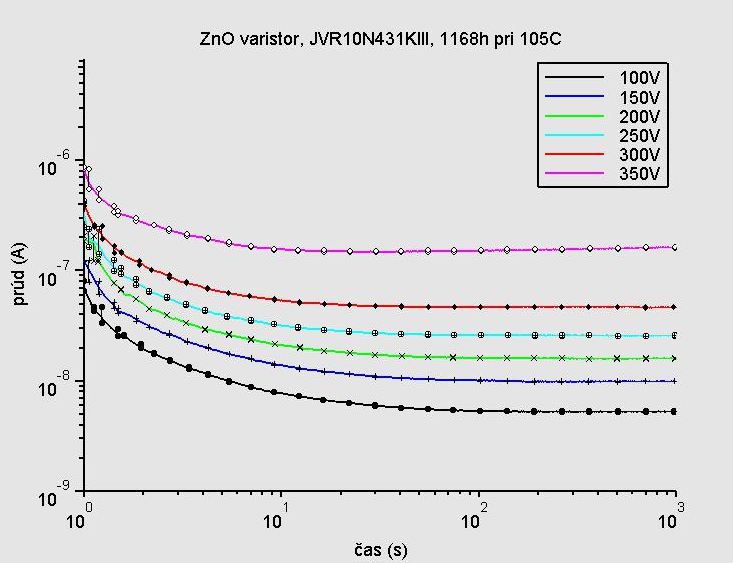 ZnO varistor, JVR10N431KIII, 1168h pri 105C
100V
150V
200V
250V
300V
350V
10^-6
10^-7
10^-8
10^-9
prúd (A)
10^0 10^1 10^2 10^3
čas (s)